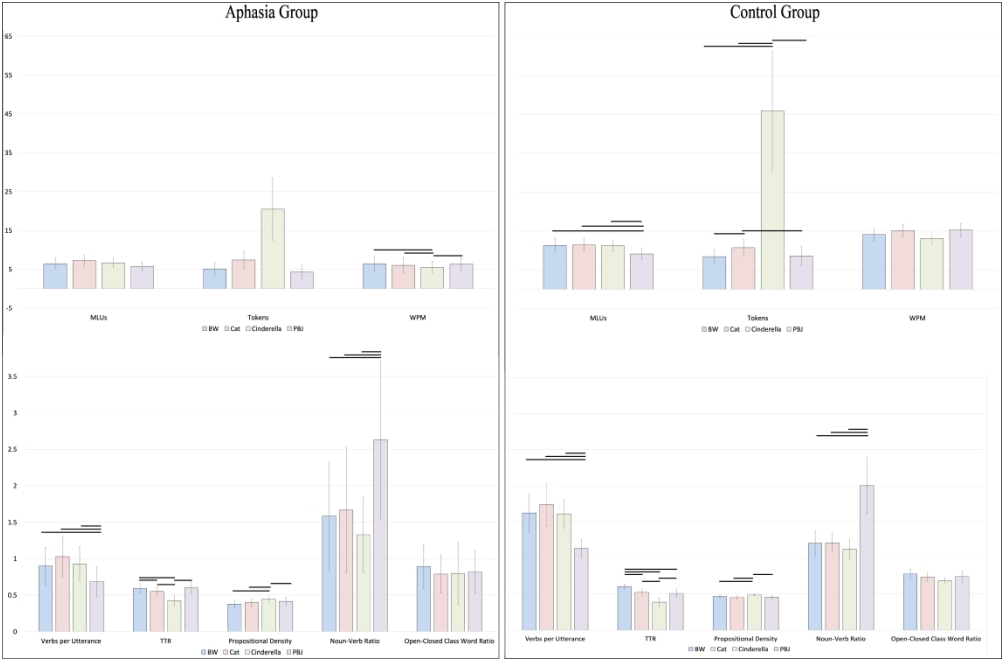 Aphasia Group
65
55
45
35
25
15
5
-5
MLUs Tokens WPM
BW Cat Cinderella PBJ
3.5
3
2.5
2
1.5
1
0.5
0
Verbs per Utterance TTR Propositional Density Noun-Verb Ratio Open-Closed Class Word Ratio
BW Cat Cinderella PBJ
Control Group
MLUs Tokens WPM
BW Cat Cinderella PBJ
Verbs per Utterance TTR Propositional Density Noun-Verb Ratio Open-Closed Class Word Ratio
BW Cat Cinderella PBJ